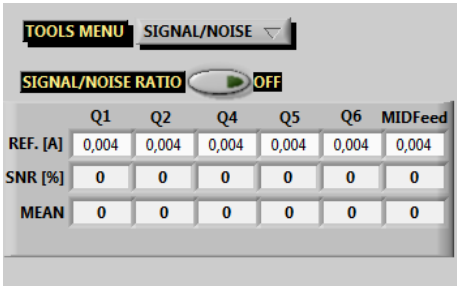 TOOLS MENU SIGNAL/NOISE
SIGNAL/NOISE RATIO OFF
Q1 Q2 Q4 Q5 Q6 MIDFeed
REF. [A] 0,004 0,004 0,004 0,004 0,004 0,004
SNR [%] 0 0 0 0 0 0
MEAN 0 0 0 0 0 0